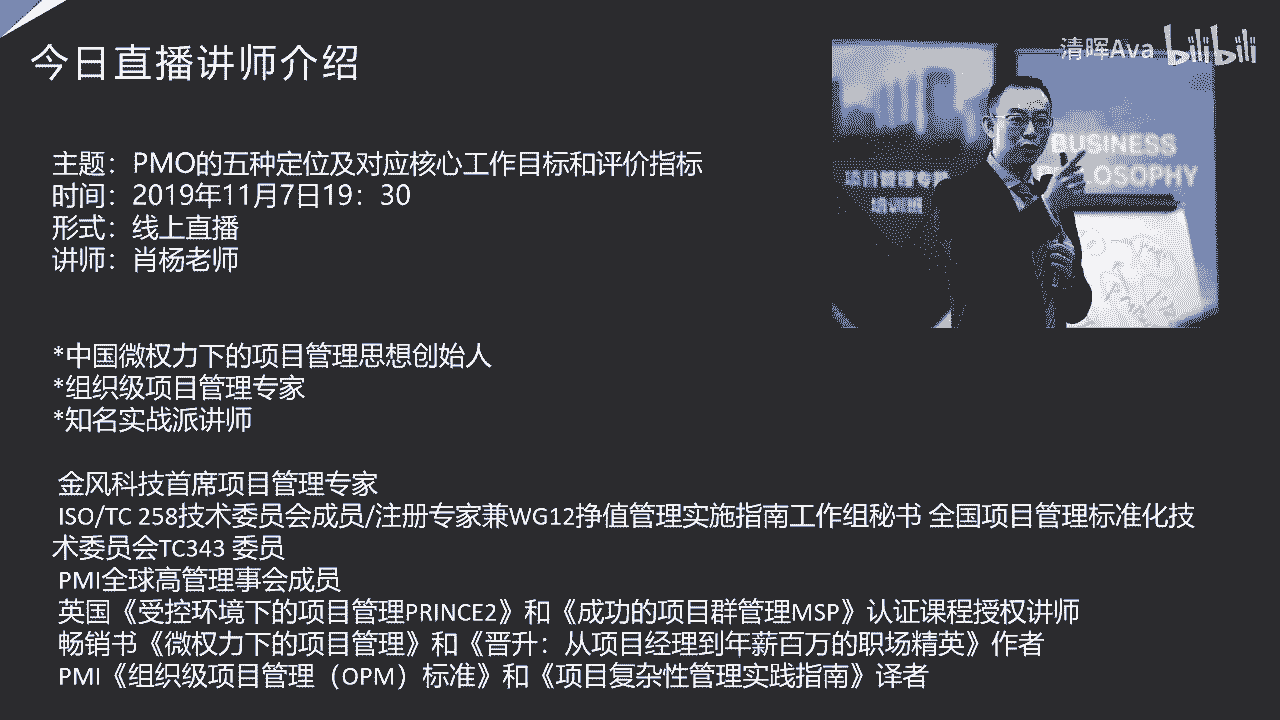 今日直播讲师介绍
清晖Ava bilibili
主题：PMO的五种定位及对应核心工作目标和评价指标
时间：2019年11月7日19：30
形式：线上直播
讲师：肖杨老师
BUSINESS
PHILOSOPHY
项目管理专
培训班
*中国微权力下的项目管理思想创始人
*组织级项目管理专家
*知名实战派讲师
金风科技首席项目管理专家
ISO/TC 258技术委员会成员/注册专家兼WG12挣值管理实施指南工作组秘书 全国项目管理标准化技
术委员会TC343 委员
PMI全球高管理事会成员
英国《受控环境下的项目管理PRINCE2》和《成功的项目群管理MSP》认证课程授权讲师
畅销书《微权力下的项目管理》和《晋升：从项目经理到年薪百万的职场精英》作者
PMI《组织级项目管理（OPM）标准》和《项目复杂性管理实践指南》译者